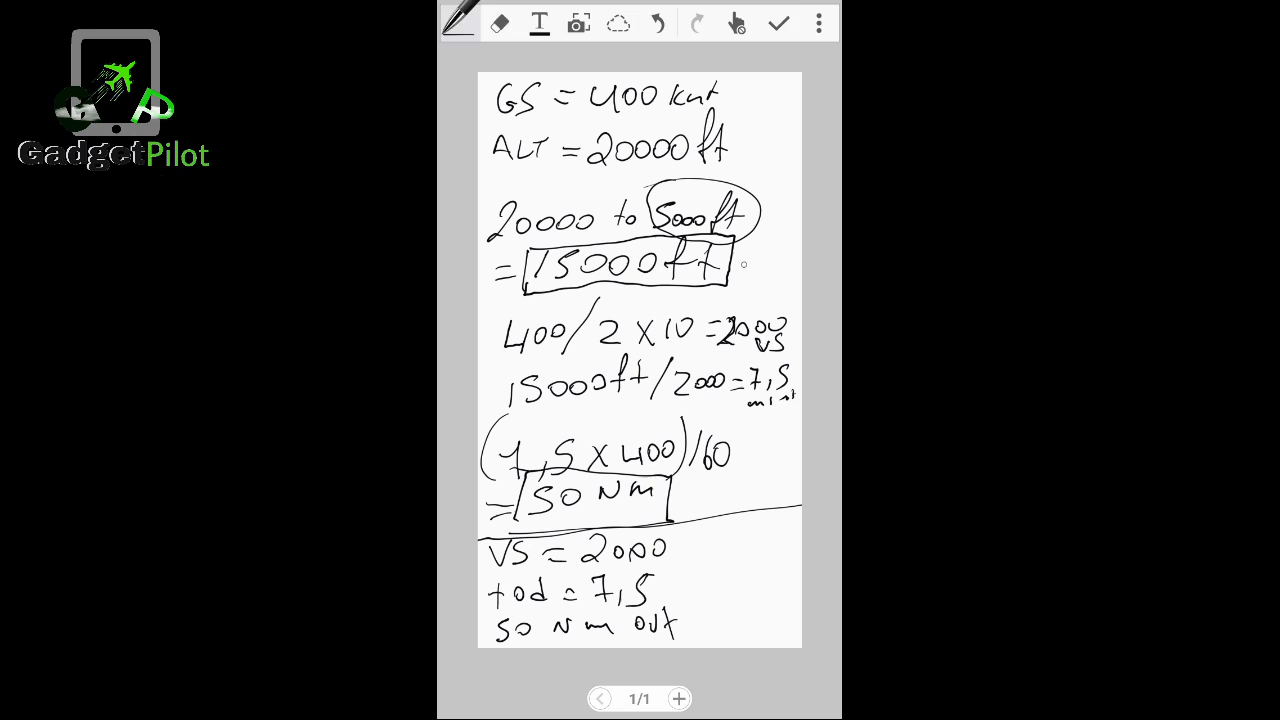 GadgetPilot
T
GS = 400 knt
ALT = 20000 ft
20000 to 5000 ft
= 15000 ft
400/2 x 10 = 2000
VS
15000 ft/2000 = 7,5
(7,5 x 400)/60
= 50 Nm
VS = 2000
tod = 7,5
50 Nm out
1/1